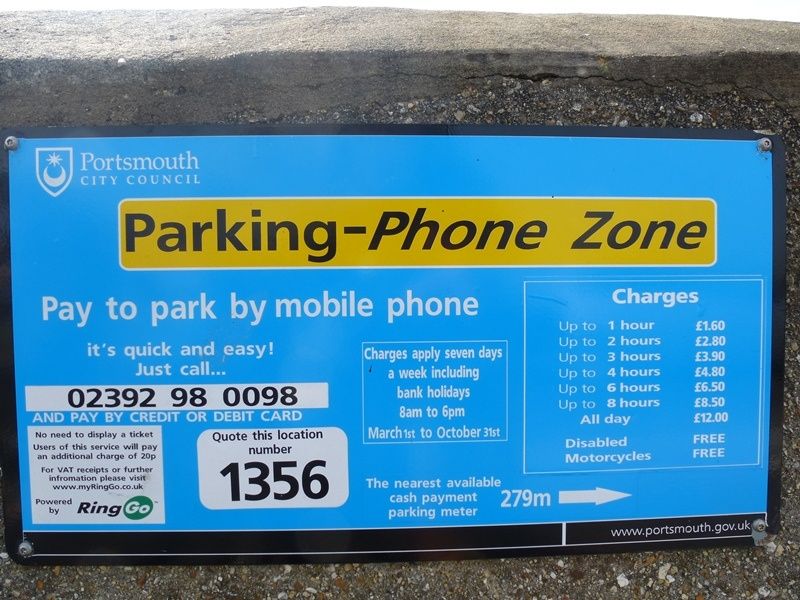 Portsmouth
CITY COUNCIL
Parking-Phone Zone
Pay to park by mobile phone
it's quick and easy!
Just call...
02392 98 0098
AND PAY BY CREDIT OR DEBIT CARD
No need to display a ticket
Users of this service will pay
an additional charge of 20p
For VAT receipts or further
infromation please visit
www.myRingGo.co.uk
Powered
by
RingGo™
Quote this location
number
1356
Charges apply seven days
a week including
bank holidays
8am to 6pm
March 1st to October 31st
The nearest available
cash payment
parking meter
279m
Charges
Up to 1 hour £1.60
Up to 2 hours £2.80
Up to 3 hours £3.90
Up to 4 hours £4.80
Up to 6 hours £6.50
Up to 8 hours £8.50
All day £12.00
Disabled FREE
Motorcycles FREE
www.portsmouth.gov.uk